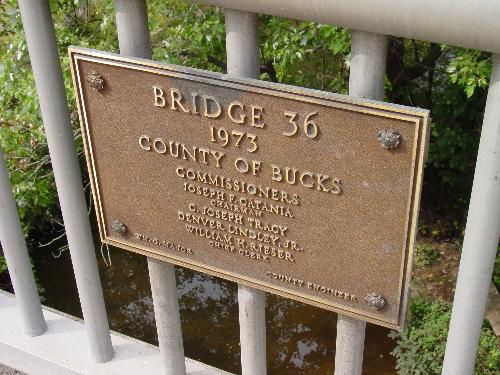 BRIDGE 36
1973
COUNTY OF BUCKS
COMMISSIONERS
JOSEPH F. CATANIA
CHAIRMAN
C. JOSEPH TRACY
DENVER LINDLEY, JR.
WILLIAM H. RIESER
CHIEF CLERK
COUNTY ENGINEER